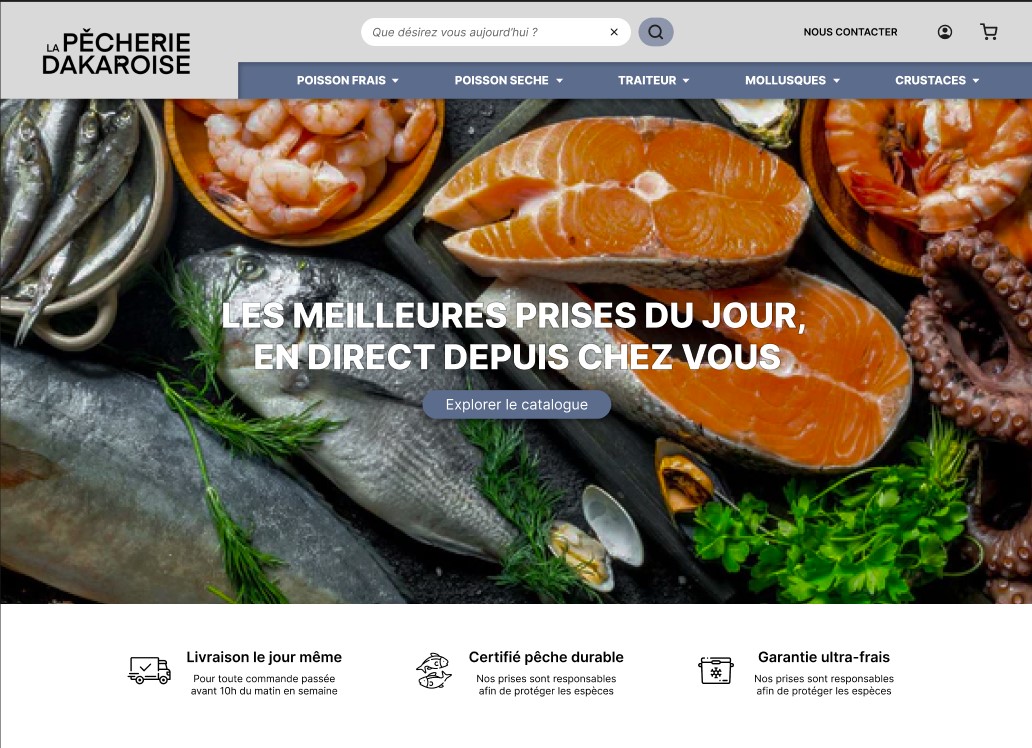 LA PĚCHERIE
DAKAROISE
Que désirez vous aujourd'hui ?
NOUS CONTACTER
POISSON FRAIS
POISSON SECHE
TRAITEUR
MOLLUSQUES
CRUSTACES
LES MEILLEURES PRISES DU JOUR,
EN DIRECT DEPUIS CHEZ VOUS
Explorer le catalogue
Livraison le jour même
Pour toute commande passée
avant 10h du matin en semaine
Certifié pêche durable
Nos prises sont responsables
afin de protéger les espèces
Garantie ultra-frais
Nos prises sont responsables
afin de protéger les espèces